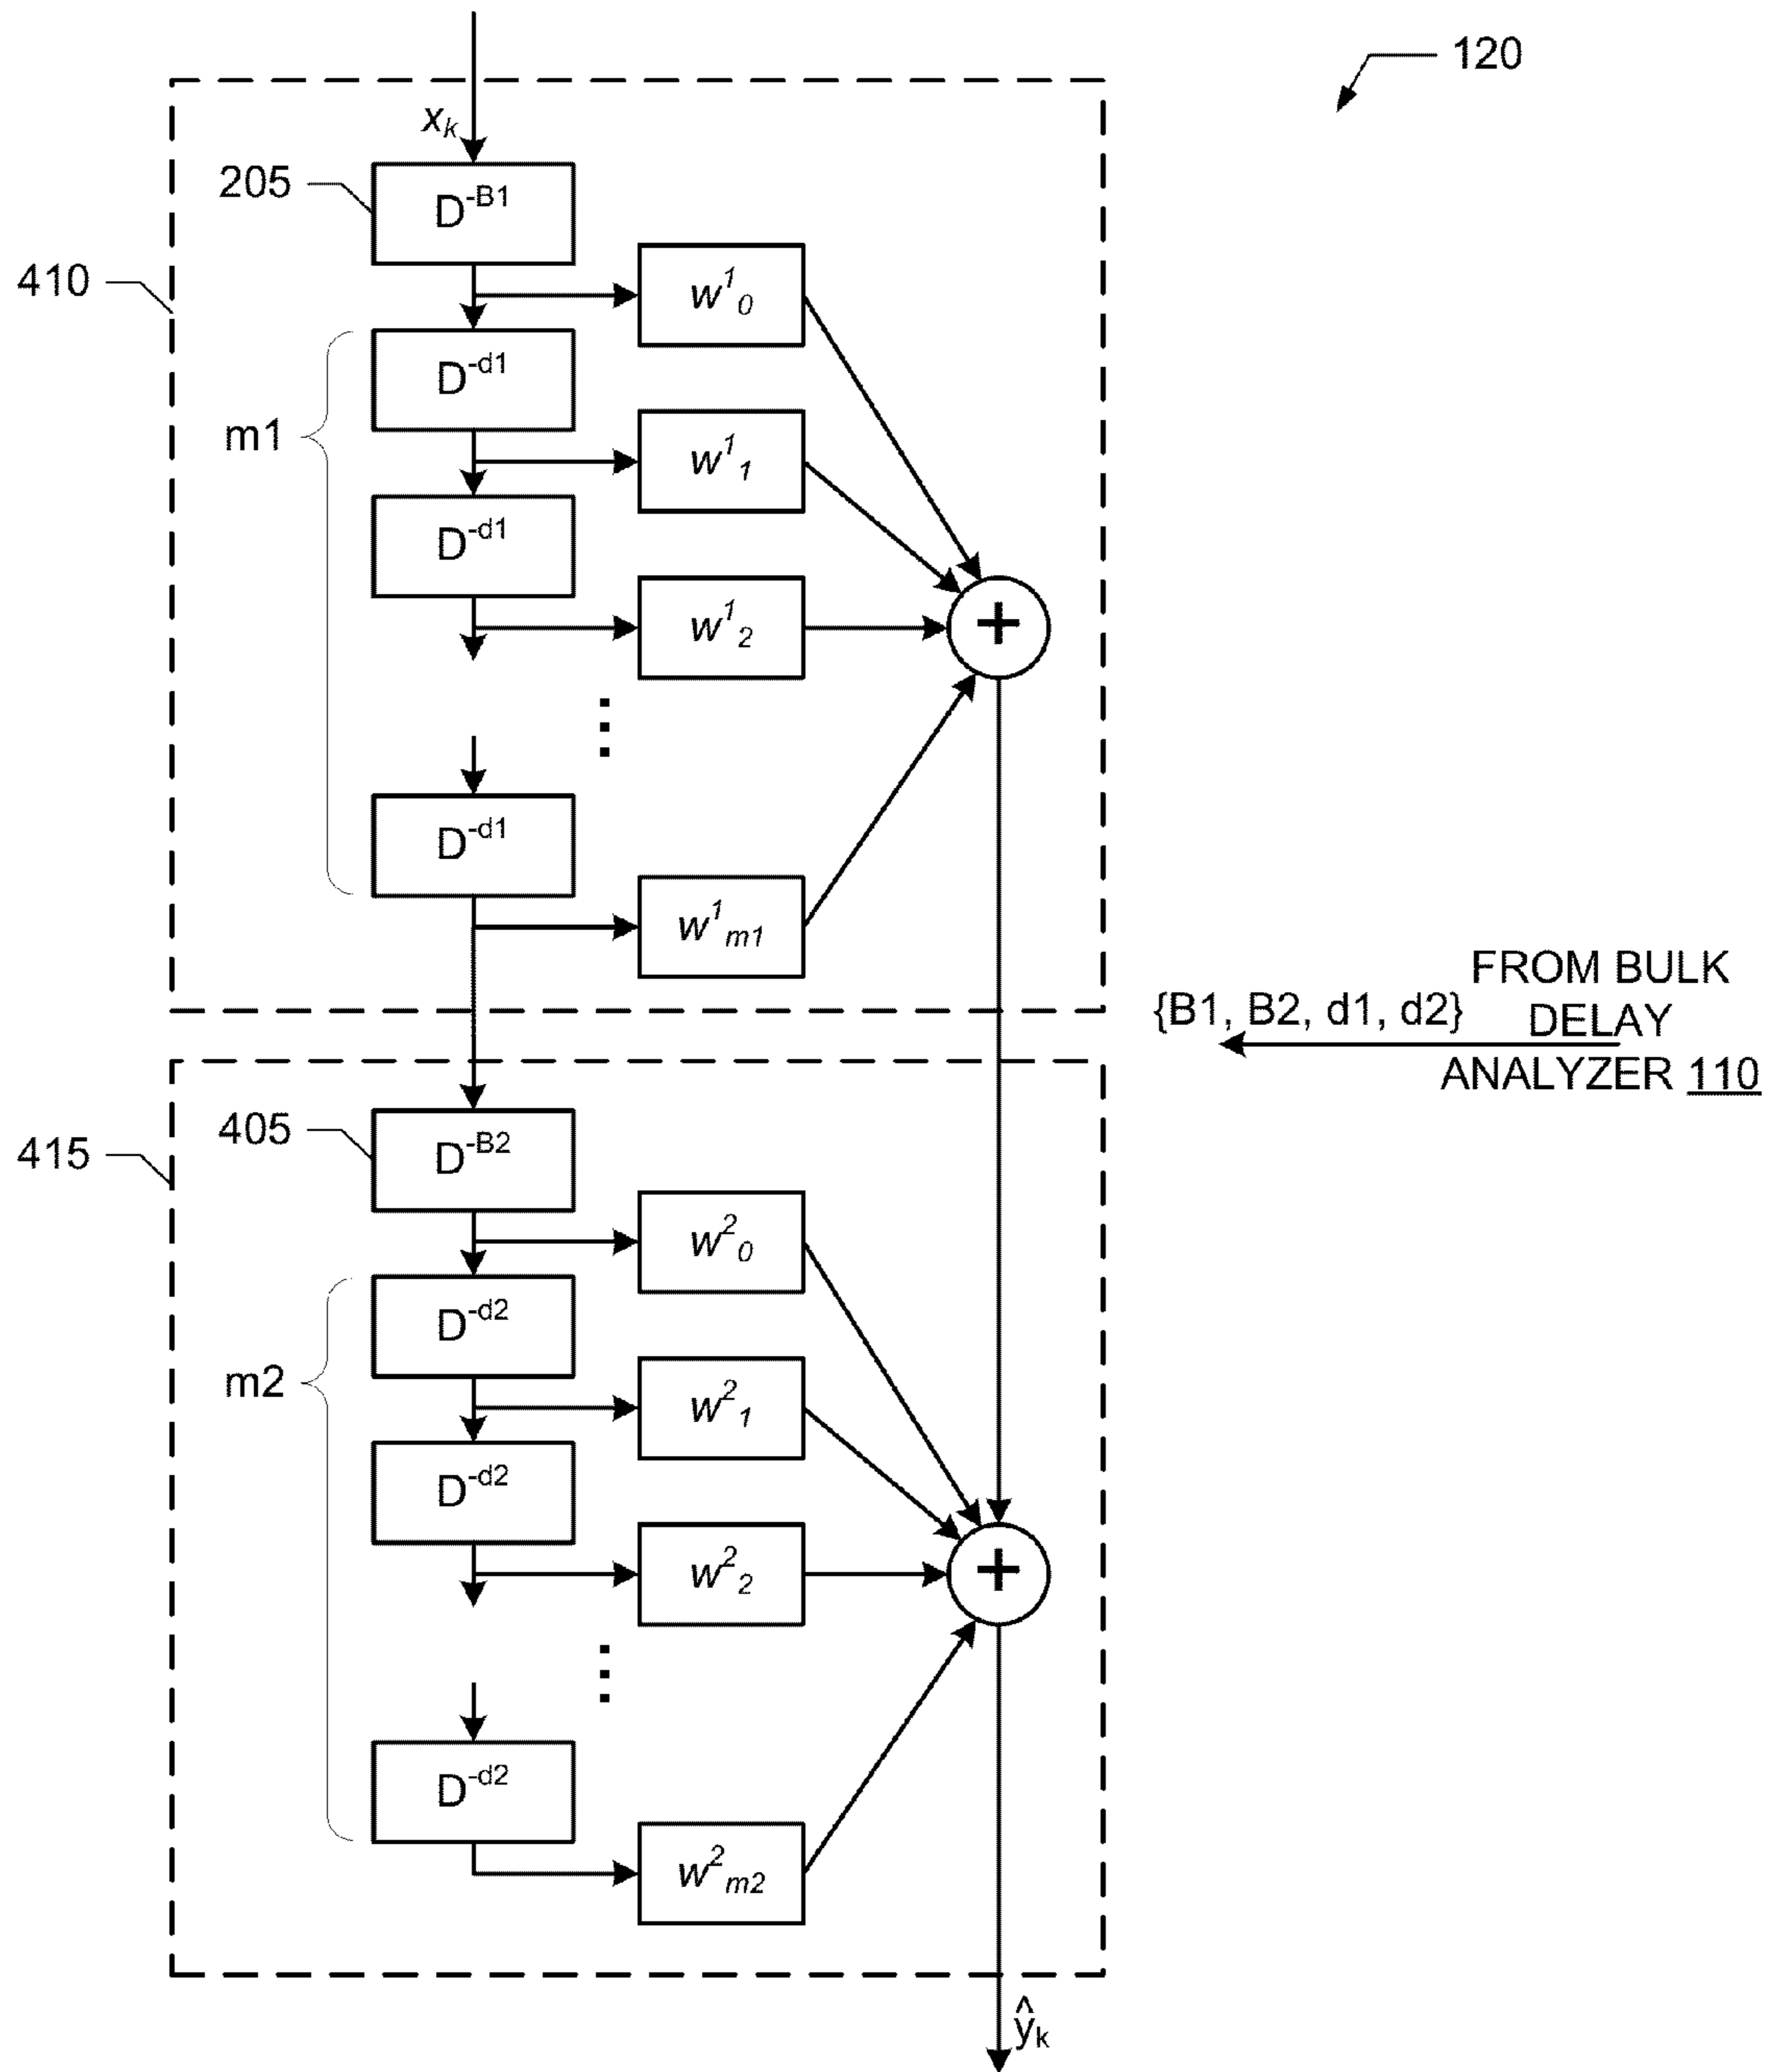 120
x_k
205
D^-B1
410
w^1_0
D^-d1
m1
w^1_1
D^-d1
w^1_2
+
⋮
D^-d1
w^1_m1
FROM BULK
{B1, B2, d1, d2} DELAY
ANALYZER 110
405
D^-B2
415
w^2_0
D^-d2
m2
w^2_1
D^-d2
w^2_2
+
⋮
D^-d2
w^2_m2
ŷ_k